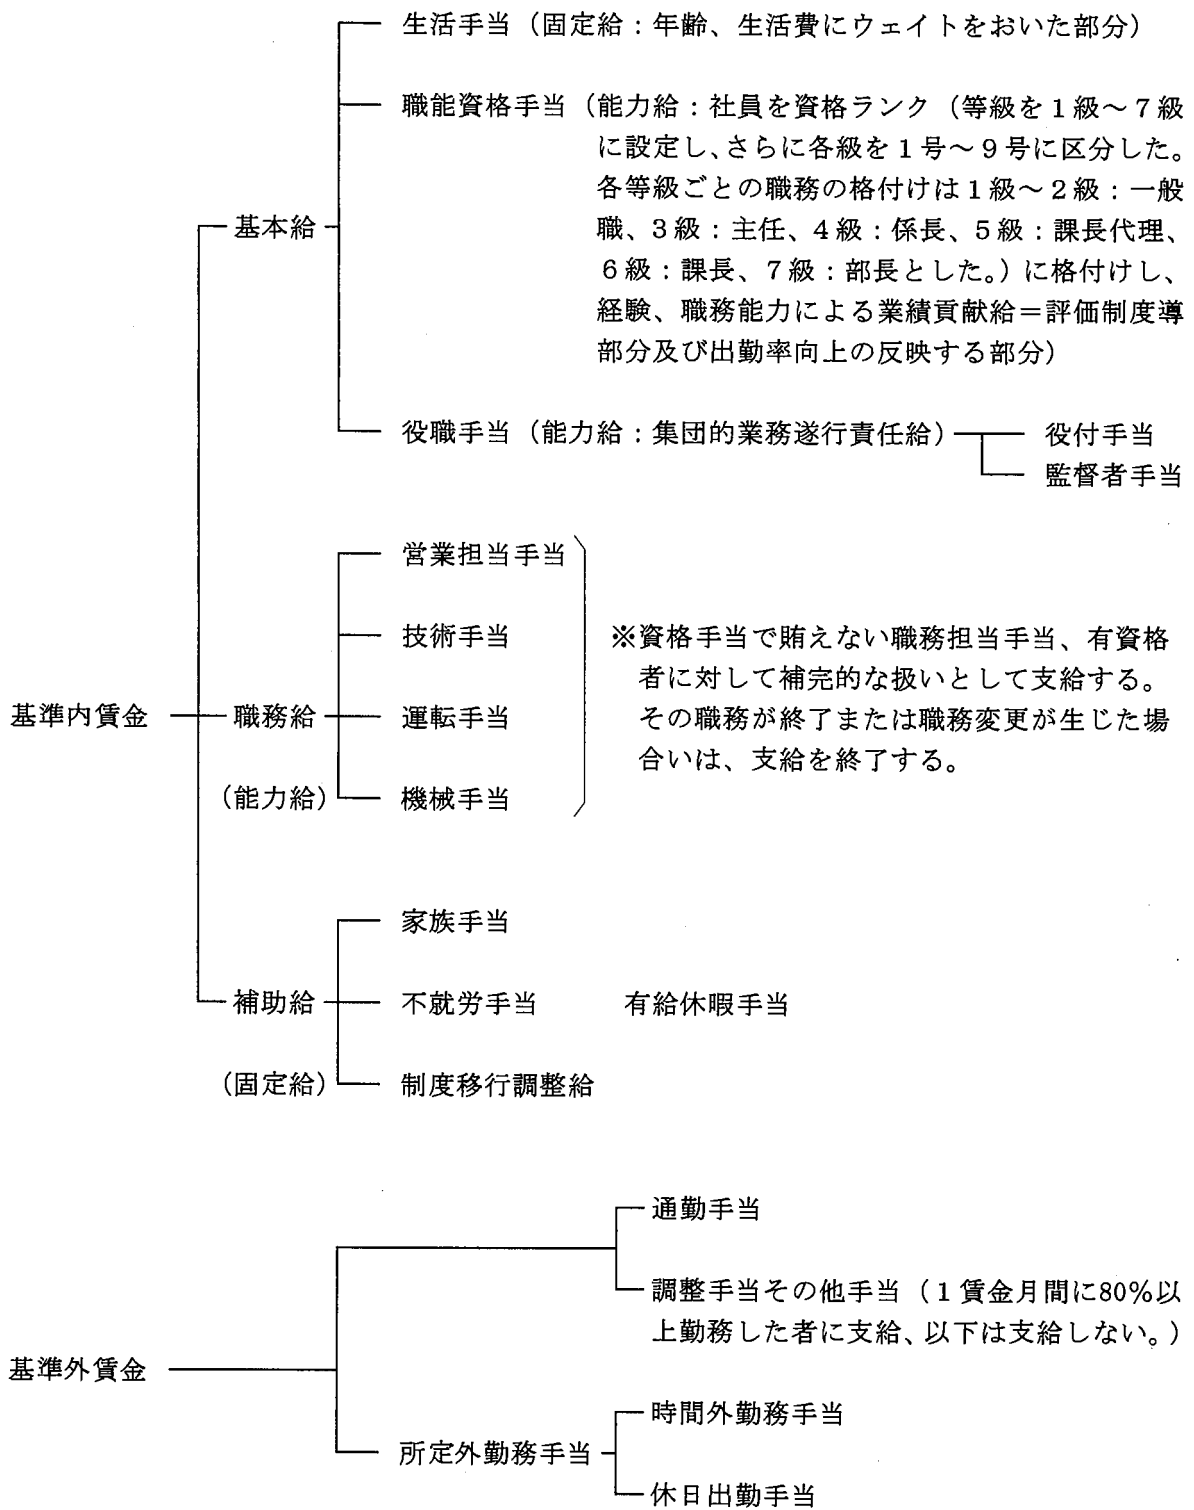 生活手当（固定給：年齢、生活費にウェイトをおいた部分）
職能資格手当（能力給：社員を資格ランク（等級を1級～7級
に設定し、さらに各級を1号～9号に区分した。
各等級ごとの職務の格付けは1級～2級：一般
職、3級：主任、4級：係長、5級：課長代理、
6級：課長、7級：部長とした。）に格付けし、
経験、職務能力による業績貢献給＝評価制度導
部分及び出勤率向上の反映する部分）
基本給
役職手当（能力給：集団的業務遂行責任給）
役付手当
監督者手当
営業担当手当
技術手当
運転手当
機械手当
※資格手当で賄えない職務担当手当、有資格
者に対して補完的な扱いとして支給する。
その職務が終了または職務変更が生じた場
合いは、支給を終了する。
基準内賃金
職務給
（能力給）
家族手当
補助給
不就労手当 有給休暇手当
（固定給）
制度移行調整給
通勤手当
調整手当その他手当（1賃金月間に80％以
上勤務した者に支給、以下は支給しない。）
基準外賃金
時間外勤務手当
所定外勤務手当
休日出勤手当